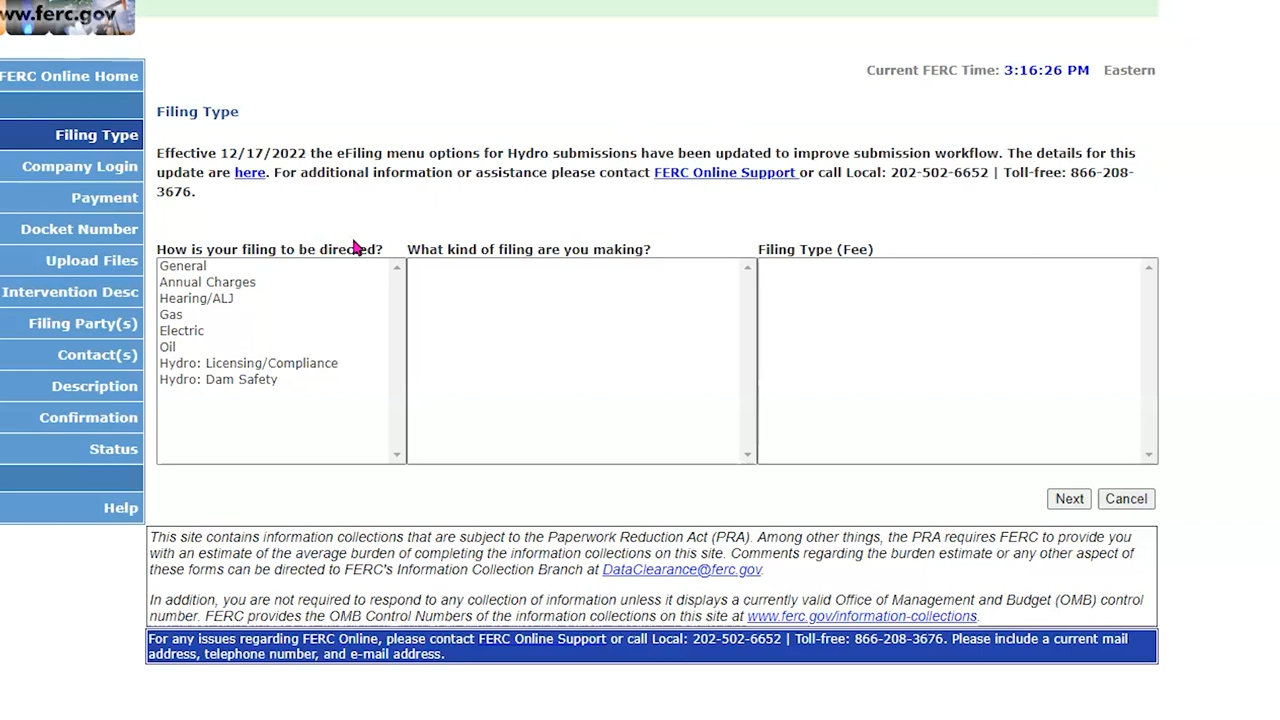 ww.ferc.gov
FERC Online Home
Filing Type
Company Login
Payment
Docket Number
Upload Files
Intervention Desc
Filing Party(s)
Contact(s)
Description
Confirmation
Status
Help
Current FERC Time: 3:16:26 PM Eastern
Filing Type
Effective 12/17/2022 the eFiling menu options for Hydro submissions have been updated to improve submission workflow. The details for this
update are here. For additional information or assistance please contact FERC Online Support or call Local: 202-502-6652 | Toll-free: 866-208-
3676.
How is your filing to be directed?
General
Annual Charges
Hearing/ALJ
Gas
Electric
Oil
Hydro: Licensing/Compliance
Hydro: Dam Safety
What kind of filing are you making?
Filing Type (Fee)
Next Cancel
This site contains information collections that are subject to the Paperwork Reduction Act (PRA). Among other things, the PRA requires FERC to provide you
with an estimate of the average burden of completing the information collections on this site. Comments regarding the burden estimate or any other aspect of
these forms can be directed to FERC's Information Collection Branch at DataClearance@ferc.gov.
In addition, you are not required to respond to any collection of information unless it displays a currently valid Office of Management and Budget (OMB) control
number. FERC provides the OMB Control Numbers of the information collections on this site at www.ferc.gov/information-collections.
For any issues regarding FERC Online, please contact FERC Online Support or call Local: 202-502-6652 | Toll-free: 866-208-3676. Please include a current mail
address, telephone number, and e-mail address.